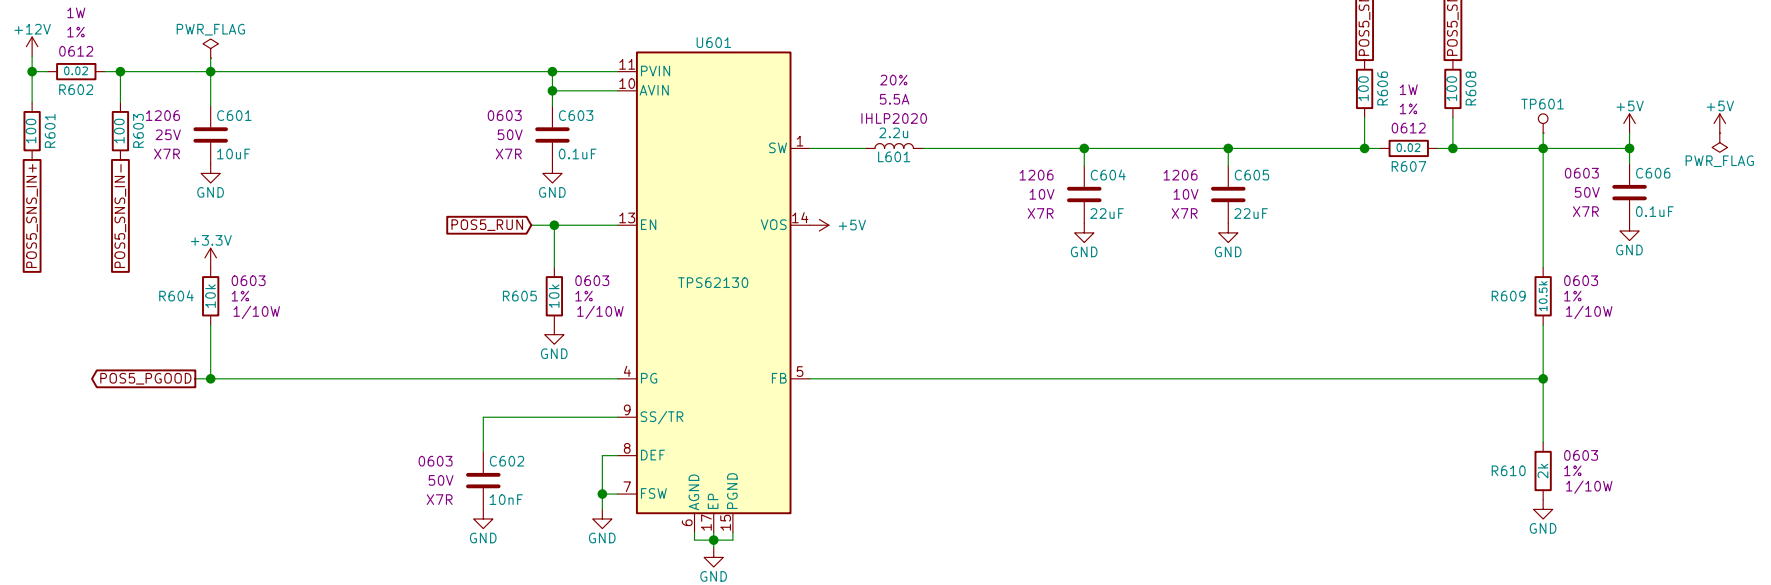 +12V
1W
1%
0612
0.02
R602
PWR_FLAG
100
R601
POS5_SNS_IN+
100
R603
POS5_SNS_IN-
1206
25V
X7R
C601
10uF
GND
+3.3V
R604
10k
0603
1%
1/10W
POS5_PGOOD
0603
50V
X7R
C603
0.1uF
GND
POS5_RUN
R605
10k
0603
1%
1/10W
GND
0603
50V
X7R
C602
10nF
GND
GND
U601
11
PVIN
10
AVIN
13
EN
4
PG
9
SS/TR
8
DEF
7
FSW
TPS62130
SW
1
VOS
14
+5V
FB
5
AGND
EP
PGND
6
17
15
GND
20%
5.5A
IHLP2020
2.2u
L601
1206
10V
X7R
C604
22uF
GND
1206
10V
X7R
C605
22uF
GND
100
R606
100
R608
1W
1%
0612
0.02
R607
TP601
+5V
+5V
PWR_FLAG
0603
50V
X7R
C606
0.1uF
GND
R609
10.5k
0603
1%
1/10W
R610
2k
0603
1%
1/10W
GND